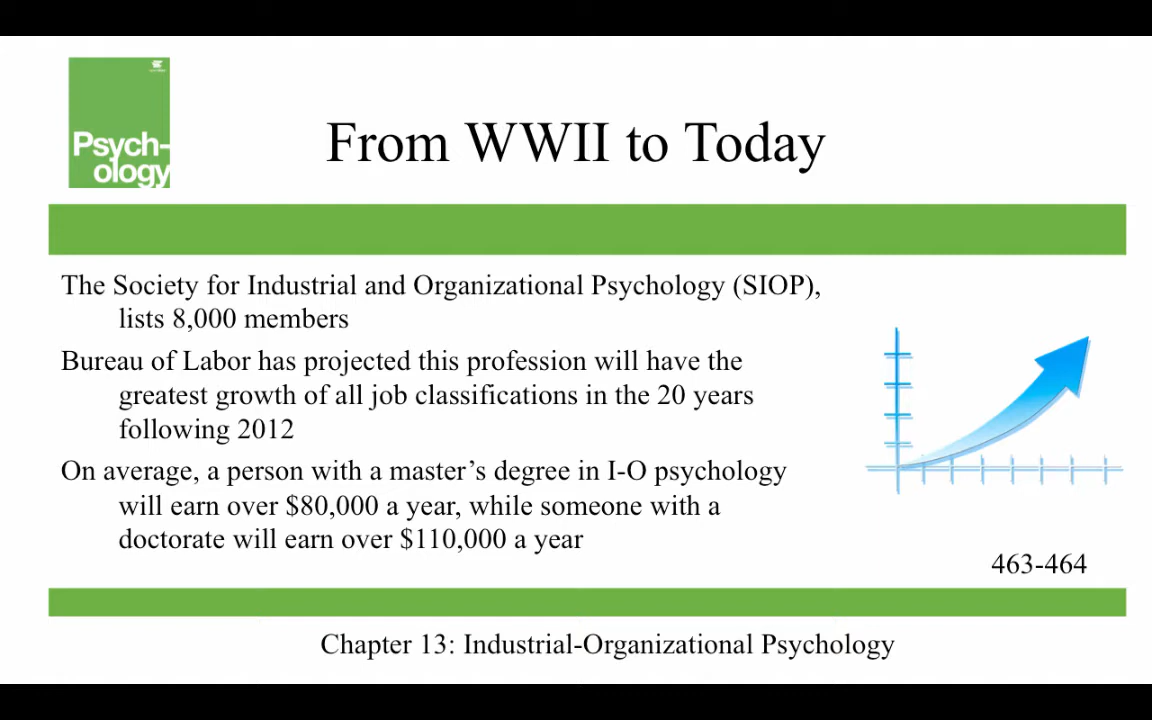 Psych-
ology
From WWII to Today
The Society for Industrial and Organizational Psychology (SIOP),
lists 8,000 members
Bureau of Labor has projected this profession will have the
greatest growth of all job classifications in the 20 years
following 2012
On average, a person with a master’s degree in I-O psychology
will earn over $80,000 a year, while someone with a
doctorate will earn over $110,000 a year
463-464
Chapter 13: Industrial-Organizational Psychology